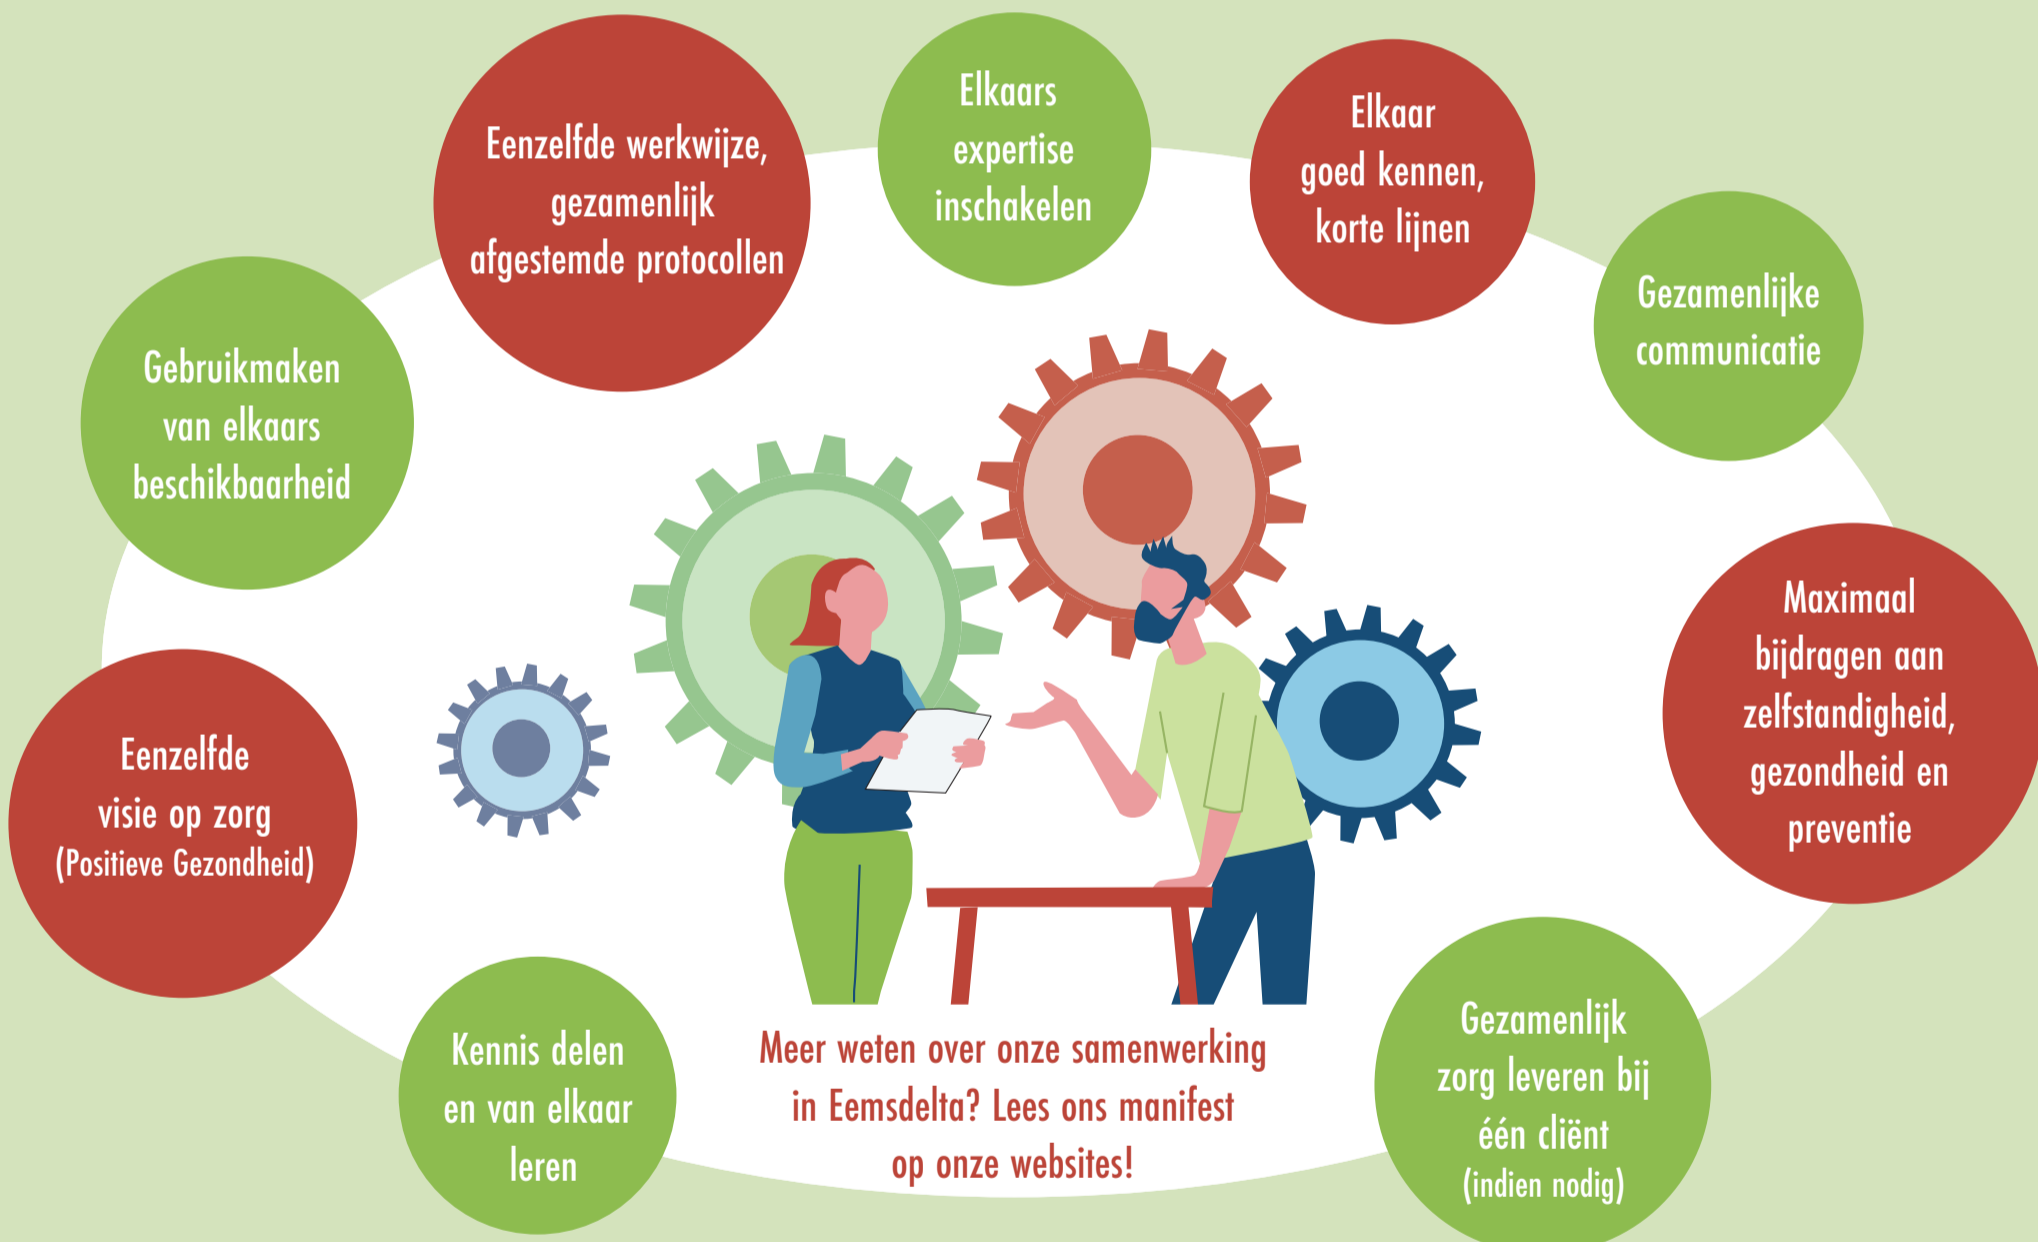 Elkaars
expertise
inschakelen
Elkaar
goed kennen,
korte lijnen
Gezamenlijke
communicatie
Maximaal
bijdragen aan
zelfstandigheid,
gezondheid en
preventie
Gezamenlijk
zorg leveren bij
één cliënt
(indien nodig)
Meer weten over onze samenwerking
in Eemsdelta? Lees ons manifest
op onze websites!
Kennis delen
en van elkaar
leren
Eenzelfde
visie op zorg
(Positieve Gezondheid)
Gebruikmaken
van elkaars
beschikbaarheid
Eenzelfde werkwijze,
gezamenlijk
afgestemde protocollen